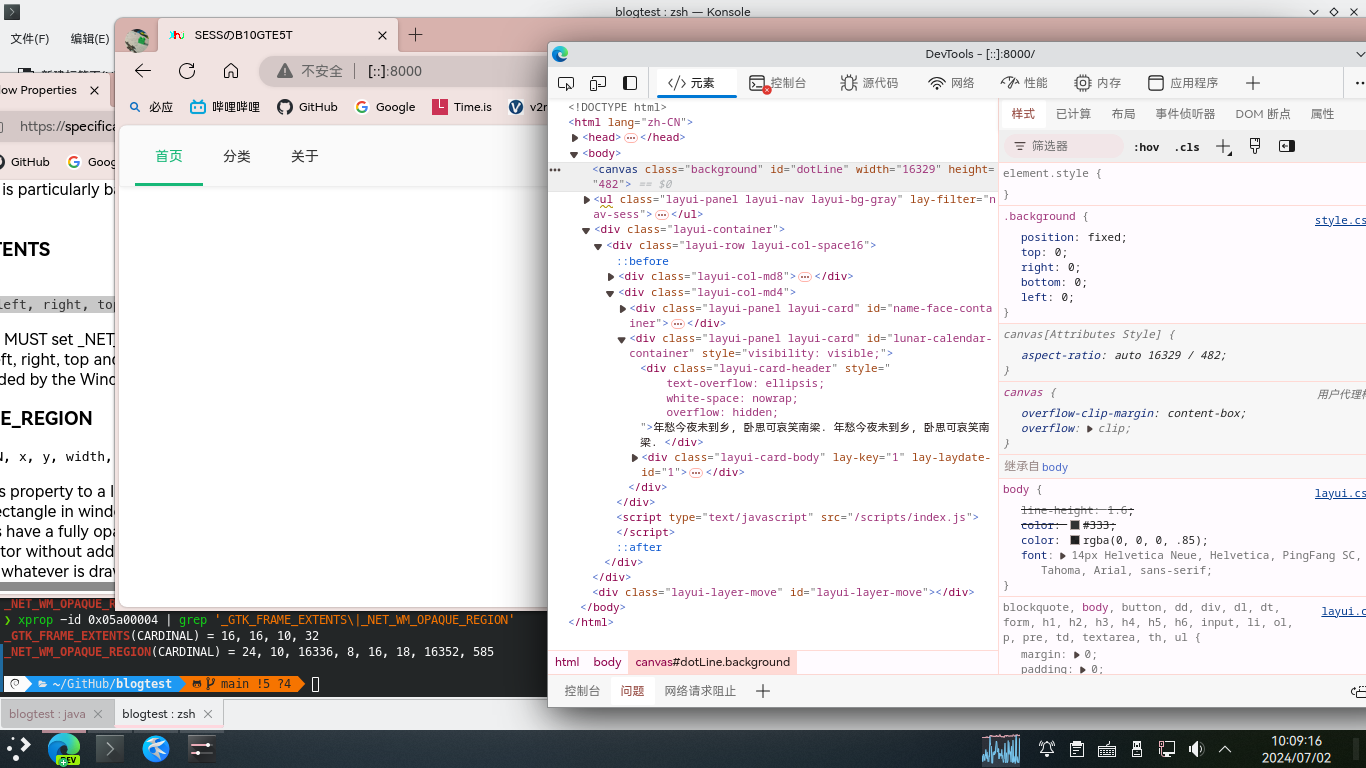 blogtest : zsh — Konsole
文件(F) 编辑(E)
SESSのB10GTE5T
不安全 [::]:8000
必应 哔哩哔哩 GitHub Google Time.is
首页 分类 关于
low Properties
https://specifica
GitHub
is particularly ba
TENTS
left, right, top
MUST set _NET_
eft, right, top and
ded by the Wind
E_REGION
N, x, y, width,
s property to a l
ectangle in windo
s have a fully opa
tor without addi
whatever is draw
_NET_WM_OPAQUE_R
❯ xprop −id 0x05a00004 | grep '_GTK_FRAME_EXTENTS\|_NET_WM_OPAQUE_REGION'
_GTK_FRAME_EXTENTS(CARDINAL) = 16, 16, 10, 32
_NET_WM_OPAQUE_REGION(CARDINAL) = 24, 10, 16336, 8, 16, 18, 16352, 585
~/GitHub/blogtest main !5 ?4
blogtest : java blogtest : zsh
DevTools - [::]:8000/
元素 控制台 源代码 网络 性能 内存 应用程序
<!DOCTYPE html>
<html lang="zh-CN">
<head> </head>
<body>
<canvas class="background" id="dotLine" width="16329" height=
"482"> == $0
<ul class="layui-panel layui-nav layui-bg-gray" lay-filter="n
av-sess"> </ul>
<div class="layui-container">
<div class="layui-row layui-col-space16">
::before
<div class="layui-col-md8"> </div>
<div class="layui-col-md4">
<div class="layui-panel layui-card" id="name-face-conta
iner"> </div>
<div class="layui-panel layui-card" id="lunar-calendar-
container" style="visibility: visible;">
<div class="layui-card-header" style="
text-overflow: ellipsis;
white-space: nowrap;
overflow: hidden;
">年愁今夜未到乡, 卧思可哀笑南梁. 年愁今夜未到乡, 卧思可哀笑南
梁. </div>
<div class="layui-card-body" lay-key="1" lay-laydate-
id="1"> </div>
</div>
</div>
<script type="text/javascript" src="/scripts/index.js">
</script>
::after
</div>
</div>
<div class="layui-layer-move" id="layui-layer-move"></div>
</body>
</html>
html body canvas#dotLine.background
控制台 问题 网络请求阻止
样式 已计算 布局 事件侦听器 DOM 断点 属性
筛选器 :hov .cls
element.style {
}
.background { style.cs
position: fixed;
top: 0;
right: 0;
bottom: 0;
left: 0;
}
canvas[Attributes Style] {
aspect-ratio: auto 16329 / 482;
}
canvas { 用户代理
overflow-clip-margin: content-box;
overflow: clip;
}
继承自 body
body { layui.cs
line-height: 1.6;
color: #333;
color: rgba(0, 0, 0, .85);
font: 14px Helvetica Neue, Helvetica, PingFang SC,
Tahoma, Arial, sans-serif;
}
blockquote, body, button, dd, div, dl, dt, layui.c
form, h1, h2, h3, h4, h5, h6, input, li, ol,
p, pre, td, textarea, th, ul {
margin: 0;
padding: 0;
DEV
10:09:16
2024/07/02